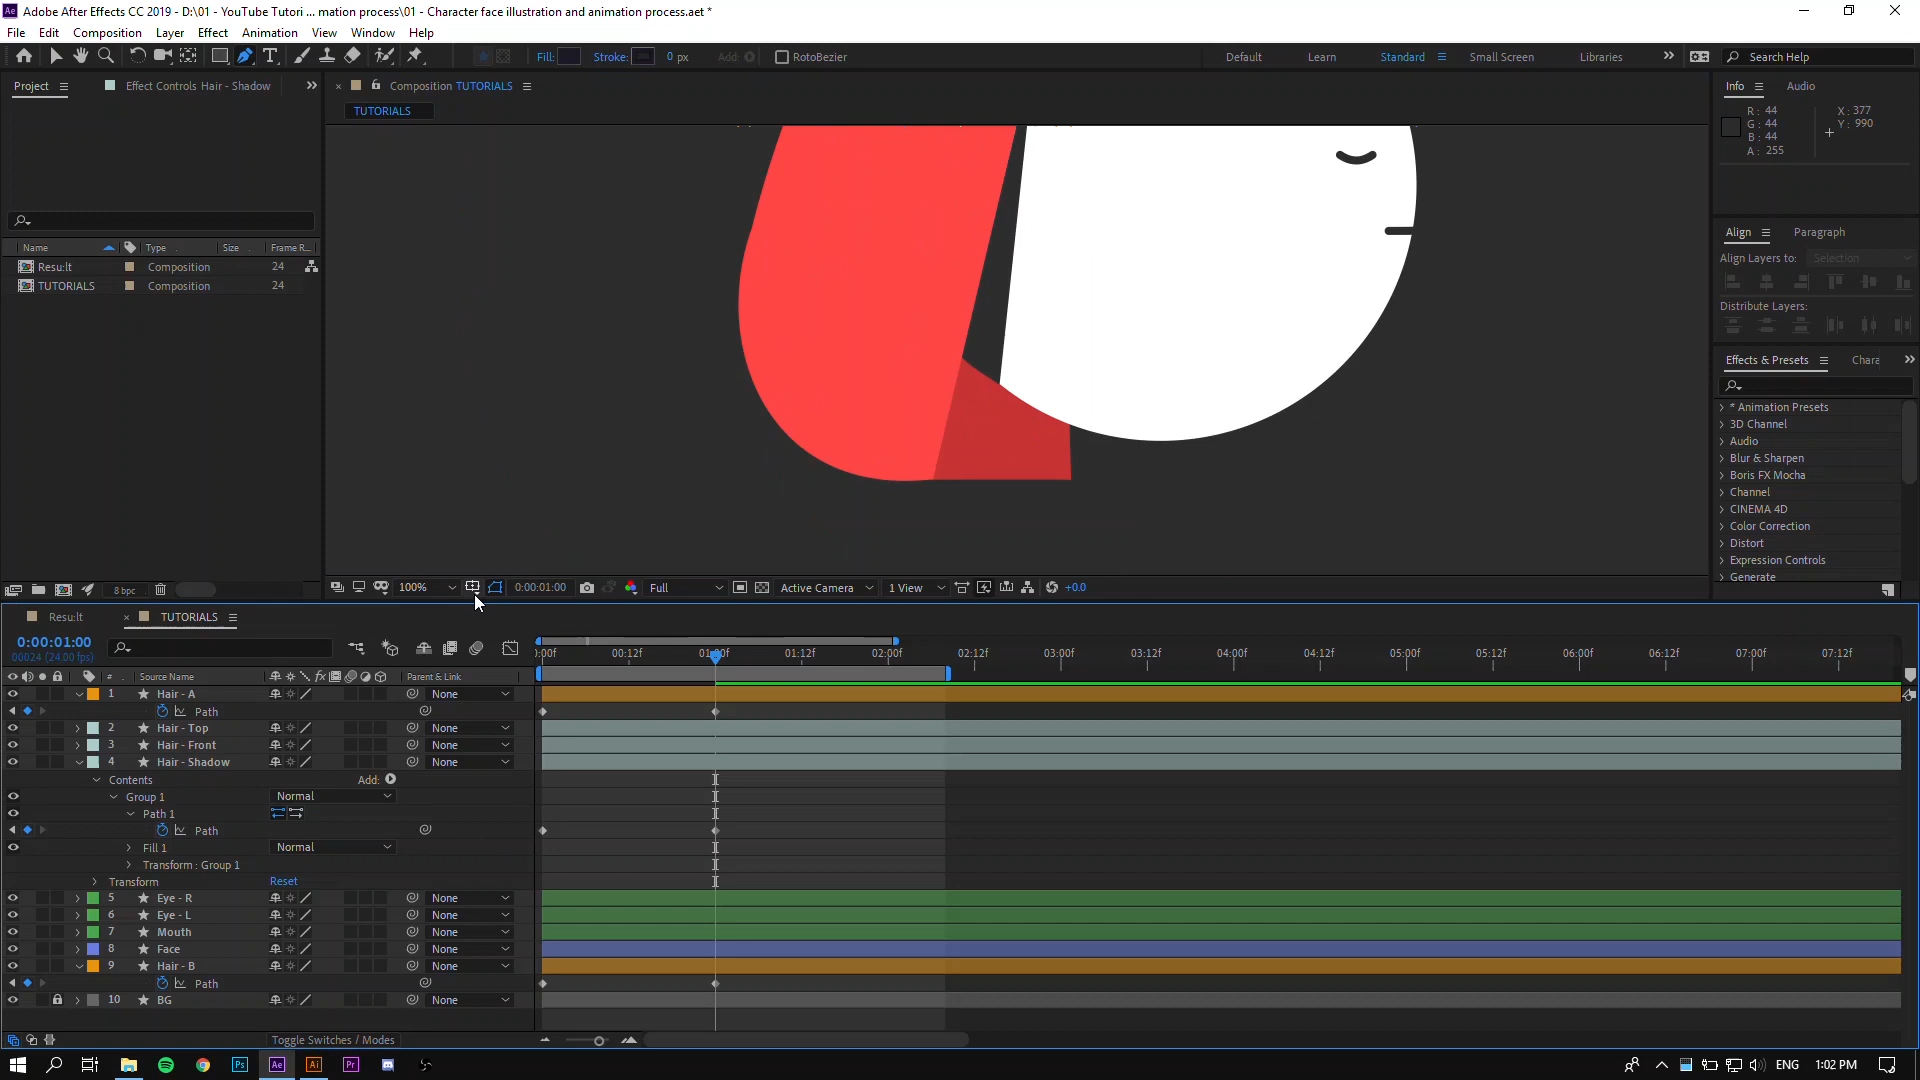 Adobe After Effects CC 2019 - D:\01 - YouTube Tutori ... mation process\01 - Character face illustration and animation process.aet *
File Edit Composition Layer Effect Animation View Window Help
Fill: Stroke: 0 px Add: RotoBezier Default Learn Standard Small Screen Libraries Search Help
Project Effect Controls Hair - Shadow
Composition TUTORIALS
TUTORIALS
Info Audio
R: 44 X: 377
G: 44 Y: 990
B: 44
A: 255
Name Type Size Frame R...
Resu:lt Composition 24
TUTORIALS Composition 24
Align Paragraph
Align Layers to: Selection
Distribute Layers:
Effects & Presets Chara
* Animation Presets
3D Channel
Audio
Blur & Sharpen
Boris FX Mocha
Channel
CINEMA 4D
Color Correction
Distort
Expression Controls
Generate
8 bpc
100% 0:00:01:00 Full Active Camera 1 View +0.0
Resu:lt TUTORIALS
0:00:01:00
00024 (24.00 fps)
):00f 00:12f 01:00f 01:12f 02:00f 02:12f 03:00f 03:12f 04:00f 04:12f 05:00f 05:12f 06:00f 06:12f 07:00f 07:12f
# Source Name Parent & Link
1 Hair - A None
Path
2 Hair - Top None
3 Hair - Front None
4 Hair - Shadow None
Contents Add:
Group 1 Normal
Path 1
Path
Fill 1 Normal
Transform : Group 1
Transform Reset
5 Eye - R None
6 Eye - L None
7 Mouth None
8 Face None
9 Hair - B None
Path
10 BG None
Toggle Switches / Modes
ENG 1:02 PM